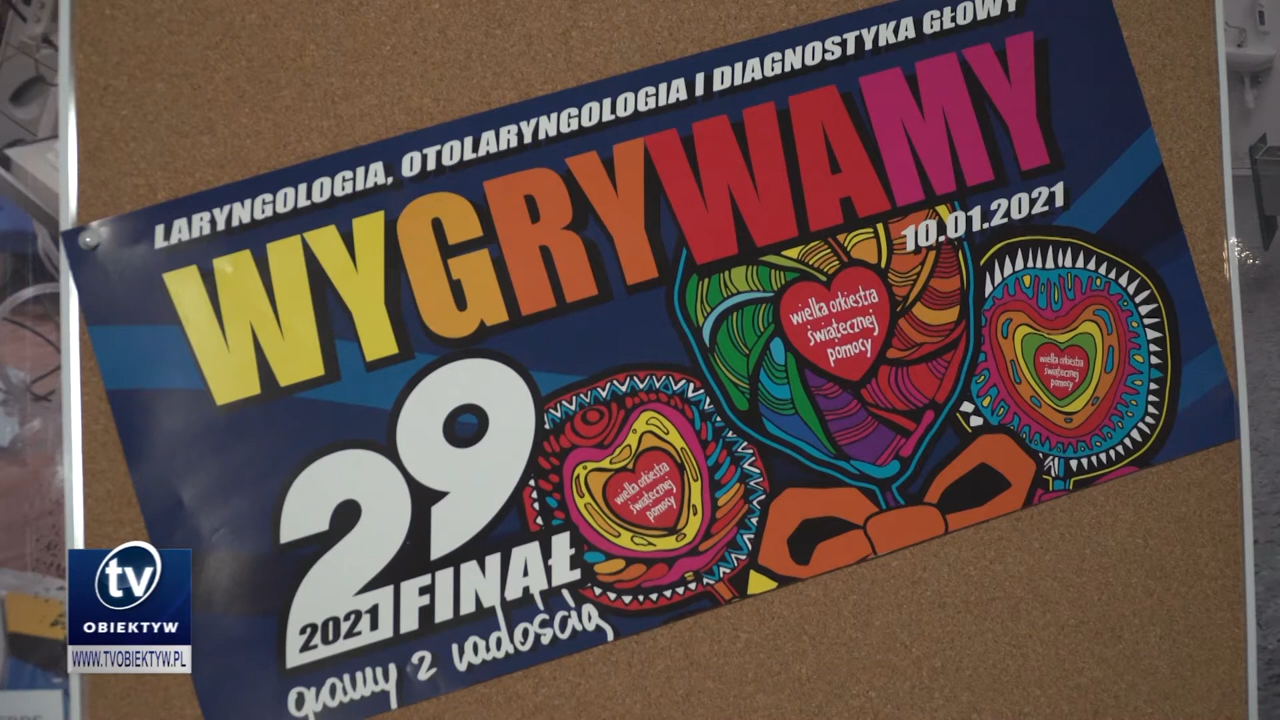 LARYNGOLOGIA, OTOLARYNGOLOGIA I DIAGNOSTYKA GŁOWY
WYGRYWAMY
10.01.2021
wielka orkiestra
świątecznej
pomocy
wielka orkiestra
świątecznej
pomocy
wielka orkiestra
świątecznej
pomocy
29
2021 FINAŁ
gramy z radością
tv
OBIEKTYW
WWW.TVOBIEKTYW.PL